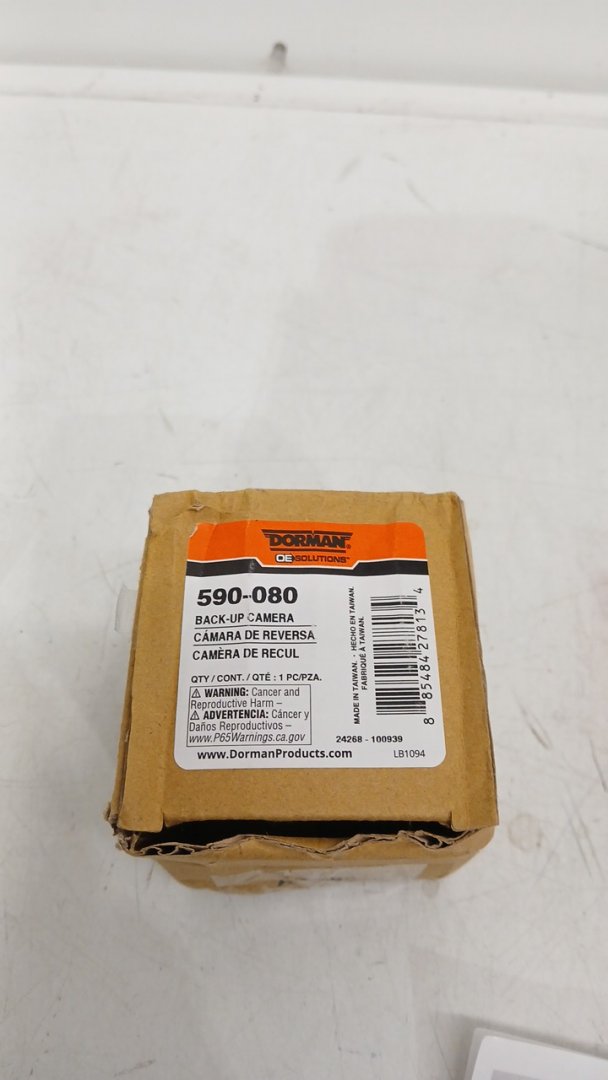 DORMAN®
OE SOLUTIONS™
590-080
BACK-UP CAMERA
CÁMARA DE REVERSA
CAMÈRA DE RECUL
QTY / CONT. / QTÉ : 1 PC/PZA.
⚠ WARNING: Cancer and
Reproductive Harm –
⚠ ADVERTENCIA: Cáncer y
Daños Reproductivos –
www.P65Warnings.ca.gov
www.DormanProducts.com
MADE IN TAIWAN. - HECHO EN TAIWAN.
FABRIQUÉ À TAIWAN.
8 85484 27813 4
24268 - 100939
LB1094